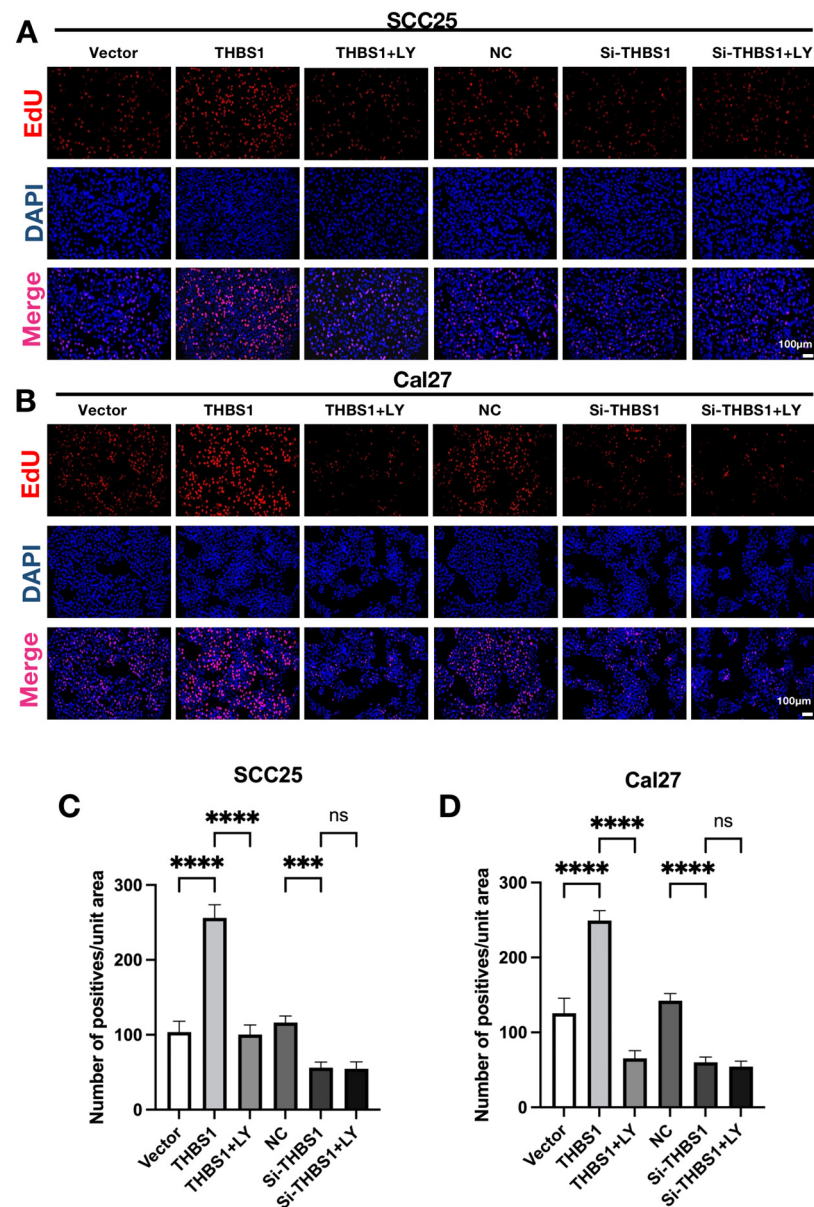 A
SCC25
Vector THBS1 THBS1+LY NC Si-THBS1 Si-THBS1+LY
EdU
DAPI
Merge
100μm
B
Cal27
Vector THBS1 THBS1+LY NC Si-THBS1 Si-THBS1+LY
EdU
DAPI
Merge
100μm
C
SCC25
ns
****
**** ***
Number of positives/unit area
300
200
100
0
Vector THBS1 THBS1+LY NC Si-THBS1 Si-THBS1+LY
D
Cal27
ns
****
**** ****
Number of positives/unit area
300
200
100
0
Vector THBS1 THBS1+LY NC Si-THBS1 Si-THBS1+LY